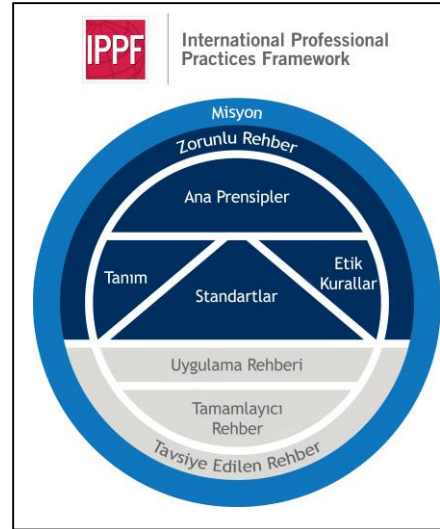 IPPF
International Professional
Practices Framework
Misyon
Zorunlu Rehber
Ana Prensipler
Tanım
Etik
Kurallar
Standartlar
Uygulama Rehberi
Tamamlayıcı
Rehber
Tavsiye Edilen Rehber